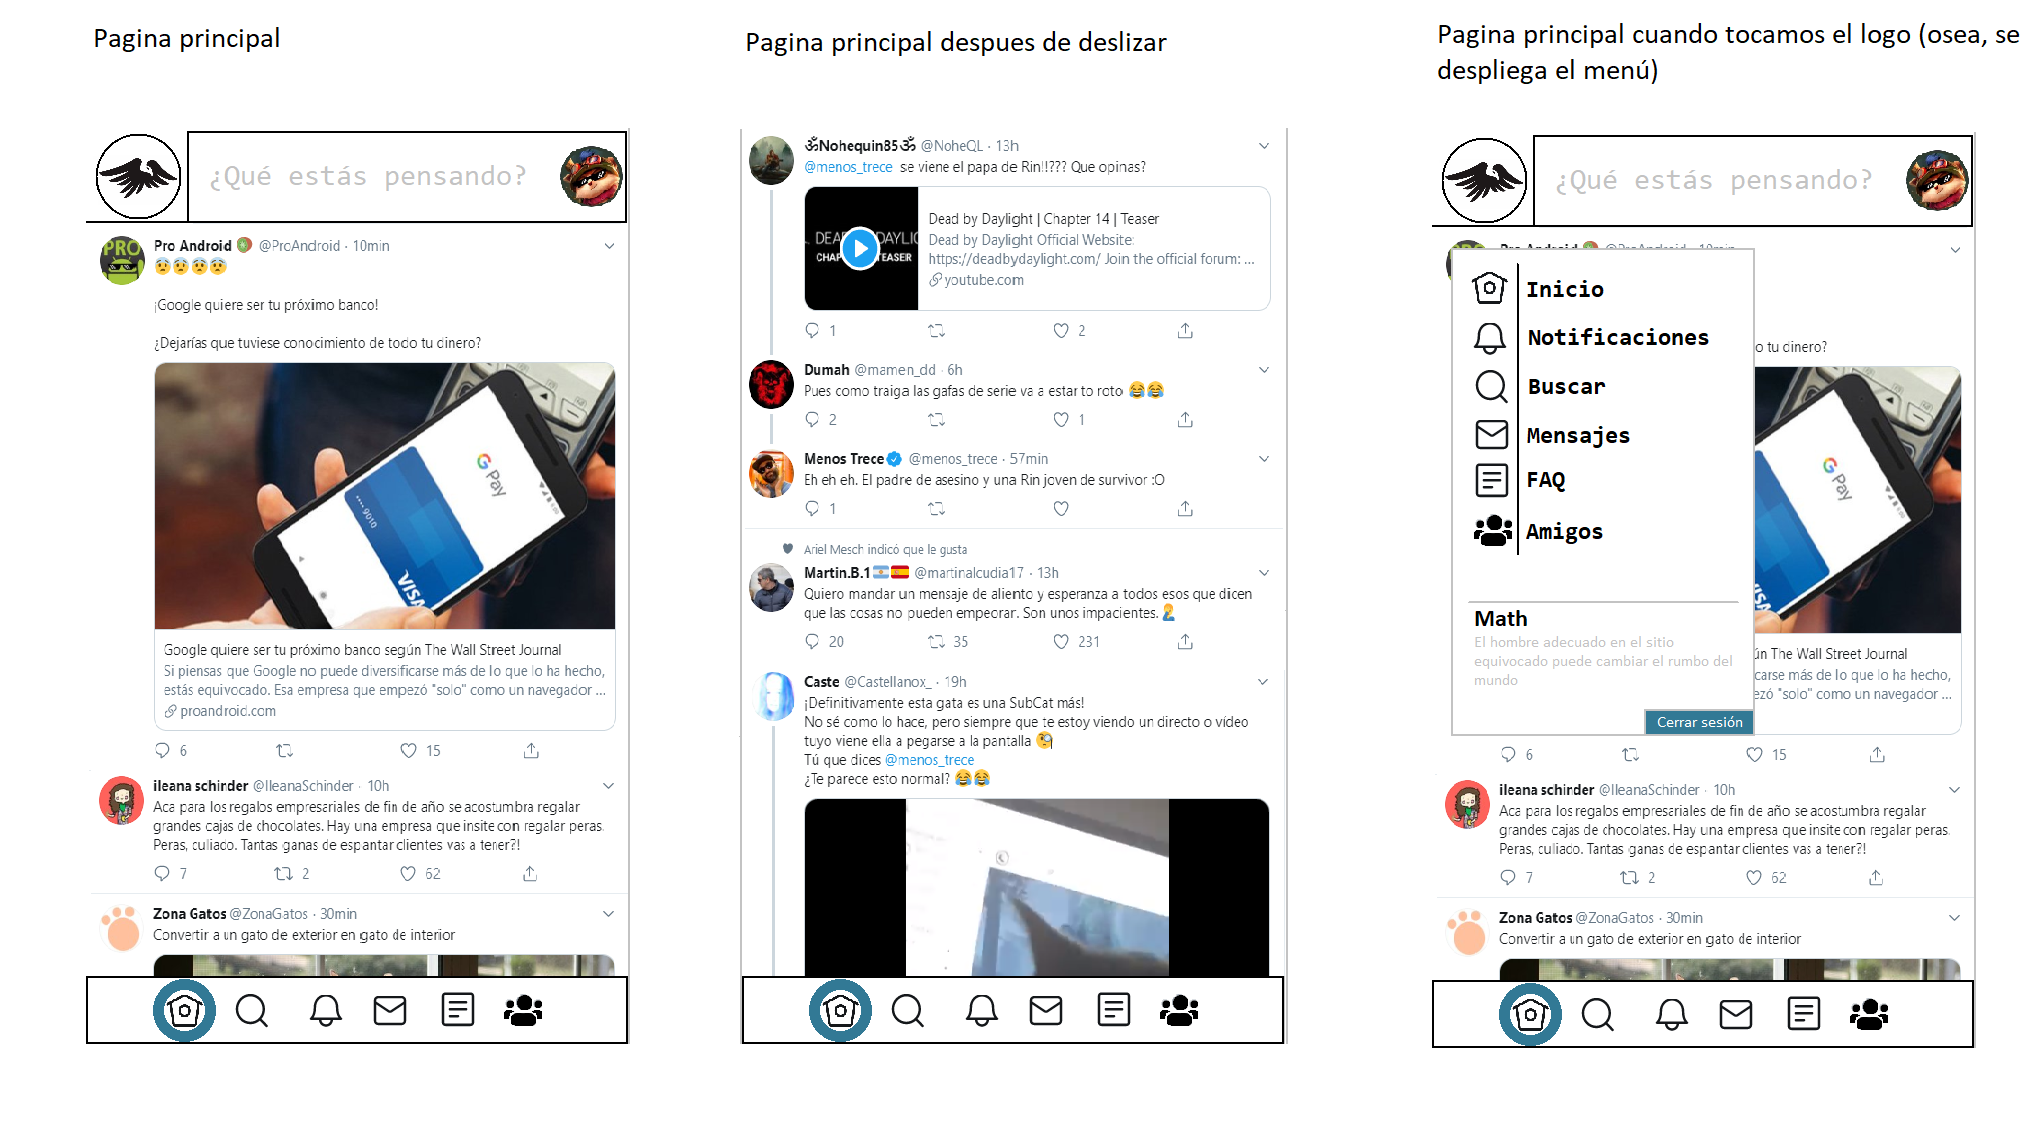 Pagina principal
¿Qué estás pensando?
Pro Android @ProAndroid · 10min
😨😨😨😨
¡Google quiere ser tu próximo banco!
¿Dejarías que tuviese conocimiento de todo tu dinero?
PRO
G Pay
•••• 9010
VISA
Google quiere ser tu próximo banco según The Wall Street Journal
Si piensas que Google no puede diversificarse más de lo que lo ha hecho,
estás equivocado. Esa empresa que empezó "solo" como un navegador ...
proandroid.com
6 15
ileana schirder @IleanaSchinder · 10h
Aca para los regalos empresariales de fin de año se acostumbra regalar
grandes cajas de chocolates. Hay una empresa que insite con regalar peras.
Peras, culiao. Tantas ganas de espantar clientes vas a tener?!
7 2 62
Zona Gatos @ZonaGatos · 30min
Convertir a un gato de exterior en gato de interior
Pagina principal despues de deslizar
ॐNohequin85ॐ @NoheQL · 13h
@menos_trece se viene el papa de Rin!!??? Que opinas?
Dead by Daylight | Chapter 14 | Teaser
Dead by Daylight Official Website:
https://deadbydaylight.com/ Join the official forum: ...
youtube.com
1 2
Dumah @mamen_dd · 6h
Pues como traiga las gafas de serie va a estar to roto 😂😂
2 1
Menos Trece @menos_trece · 57min
Eh eh eh. El padre de asesino y una Rin joven de survivor :O
1
Ariel Mesch indicó que le gusta
Martin.B.1🇦🇷🇪🇸 @martinalcudia17 · 13h
Quiero mandar un mensaje de aliento y esperanza a todos esos que dicen
que las cosas no pueden empeorar. Son unos impacientes.
20 35 231
Caste @Castellanox_ · 19h
¡Definitivamente esta gata es una SubCat más!
No sé como lo hace, pero siempre que te estoy viendo un directo o vídeo
tuyo viene ella a pegarse a la pantalla 🧐
Tú que dices @menos_trece
¿Te parece esto normal? 😂😂
Pagina principal cuando tocamos el logo (osea, se
despliega el menú)
¿Qué estás pensando?
Inicio
Notificaciones
Buscar
Mensajes
FAQ
Amigos
Math
El hombre adecuado en el sitio
equivocado puede cambiar el rumbo del
mundo
Cerrar sesión
o tu dinero?
G Pay
ún The Wall Street Journal
carse más de lo que lo ha hecho,
ezó "solo" como un navegador ...
6 15
ileana schirder @IleanaSchinder · 10h
Aca para los regalos empresariales de fin de año se acostumbra regalar
grandes cajas de chocolates. Hay una empresa que insite con regalar peras.
Peras, culiao. Tantas ganas de espantar clientes vas a tener?!
7 2 62
Zona Gatos @ZonaGatos · 30min
Convertir a un gato de exterior en gato de interior